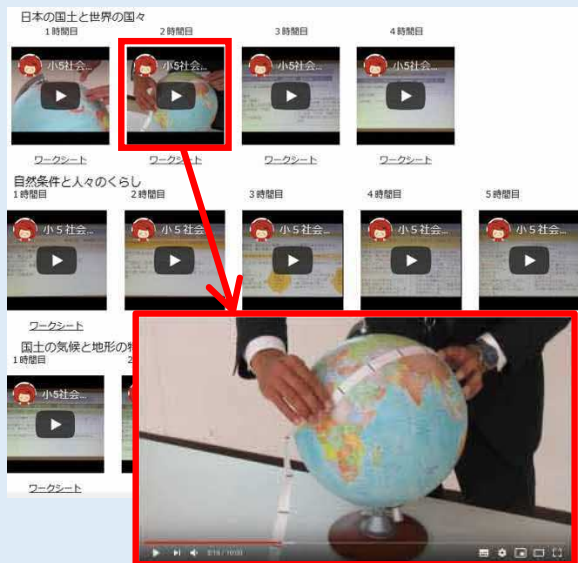 日本の国土と世界の国々
1時間目 2時間目 3時間目 4時間目
小5社会... 小5社会... 小5社会... 小5社会...
ワークシート ワークシート ワークシート ワークシート
自然条件と人々のくらし
1時間目 2時間目 3時間目 4時間目 5時間目
小5社会... 小5社会... 小5社会... 小5社会... 小5社会...
ワークシート
国土の気候と地形の
1時間目
小5社会...
ワークシート